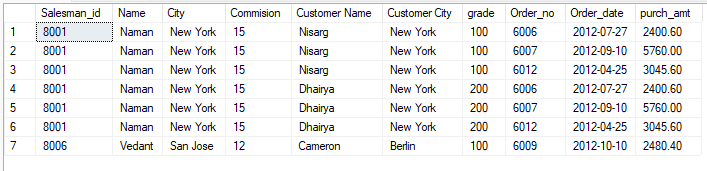 Salesman_id Name City Commision Customer Name Customer City grade Order_no Order_date purch_amt
1 8001 Naman New York 15 Nisarg New York 100 6006 2012-07-27 2400.60
2 8001 Naman New York 15 Nisarg New York 100 6007 2012-09-10 5760.00
3 8001 Naman New York 15 Nisarg New York 100 6012 2012-04-25 3045.60
4 8001 Naman New York 15 Dhairya New York 200 6006 2012-07-27 2400.60
5 8001 Naman New York 15 Dhairya New York 200 6007 2012-09-10 5760.00
6 8001 Naman New York 15 Dhairya New York 200 6012 2012-04-25 3045.60
7 8006 Vedant San Jose 12 Cameron Berlin 100 6009 2012-10-10 2480.40